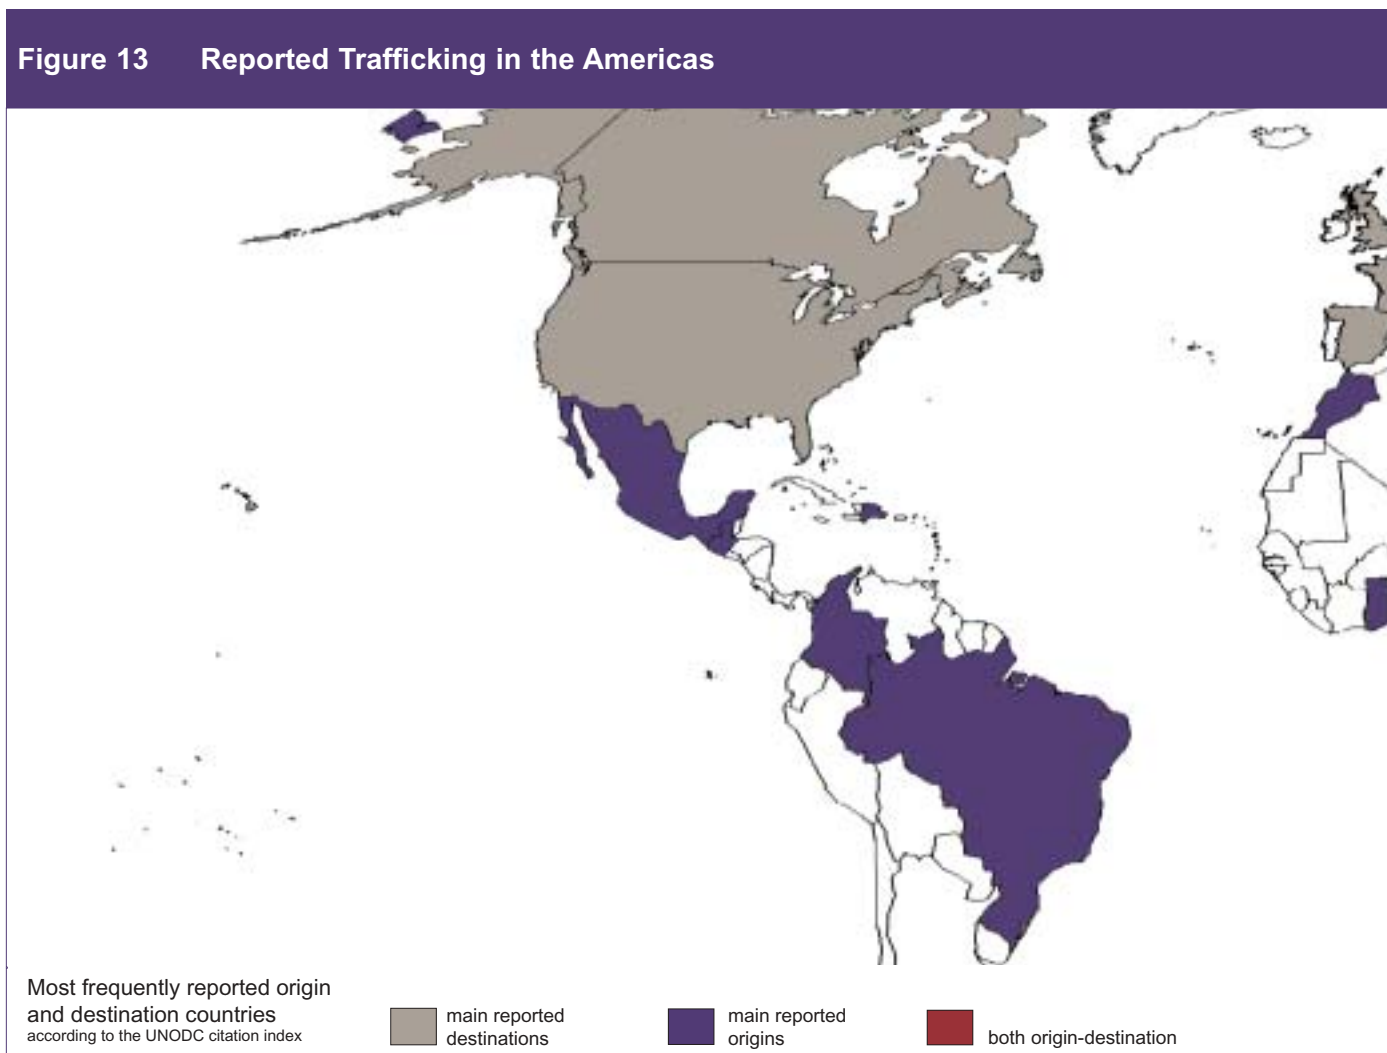 Figure 13 Reported Trafficking in the Americas
Most frequently reported origin
and destination countries
according to the UNODC citation index
main reported
destinations
main reported
origins
both origin-destination